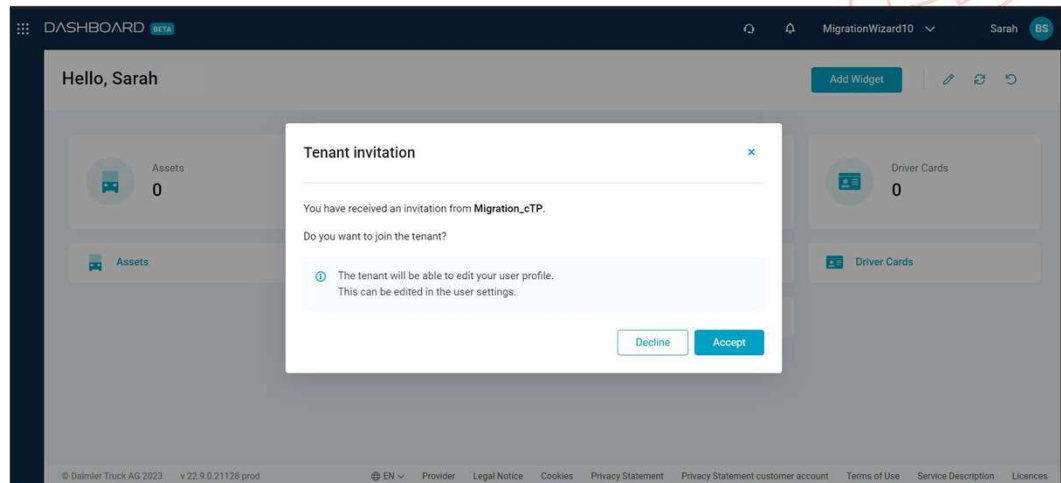 DASHBOARD BETA
MigrationWizard10
Sarah
BS
Hello, Sarah
Add Widget
Assets
0
Driver Cards
0
Assets
Driver Cards
Tenant invitation
You have received an invitation from Migration_cTP.
Do you want to join the tenant?
The tenant will be able to edit your user profile.
This can be edited in the user settings.
Decline
Accept
© Daimler Truck AG 2023 v 22.9.0.21128 prod EN Provider Legal Notice Cookies Privacy Statement Privacy Statement customer account Terms of Use Service Description Licences